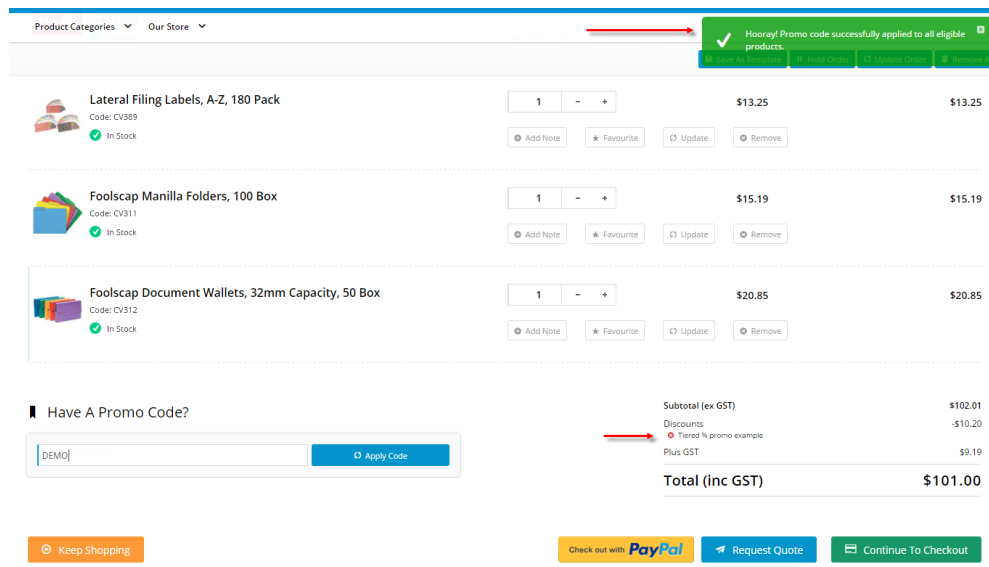 Product Categories Our Store
Hooray! Promo code successfully applied to all eligible
products.
Save As Template Hold Order Update Order Remove A
Lateral Filing Labels, A-Z, 180 Pack
1 - +
$13.25 $13.25
Code: CV389
In Stock
Add Note Favourite Update Remove
Foolscap Manilla Folders, 100 Box
1 - +
$15.19 $15.19
Code: CV311
In Stock
Add Note Favourite Update Remove
Foolscap Document Wallets, 32mm Capacity, 50 Box
1 - +
$20.85 $20.85
Code: CV312
In Stock
Add Note Favourite Update Remove
Have A Promo Code?
DEMO Apply Code
Subtotal (ex GST) $102.01
Discounts -$10.20
Tiered % promo example
Plus GST $9.19
Total (inc GST) $101.00
Keep Shopping
Check out with PayPal Request Quote Continue To Checkout